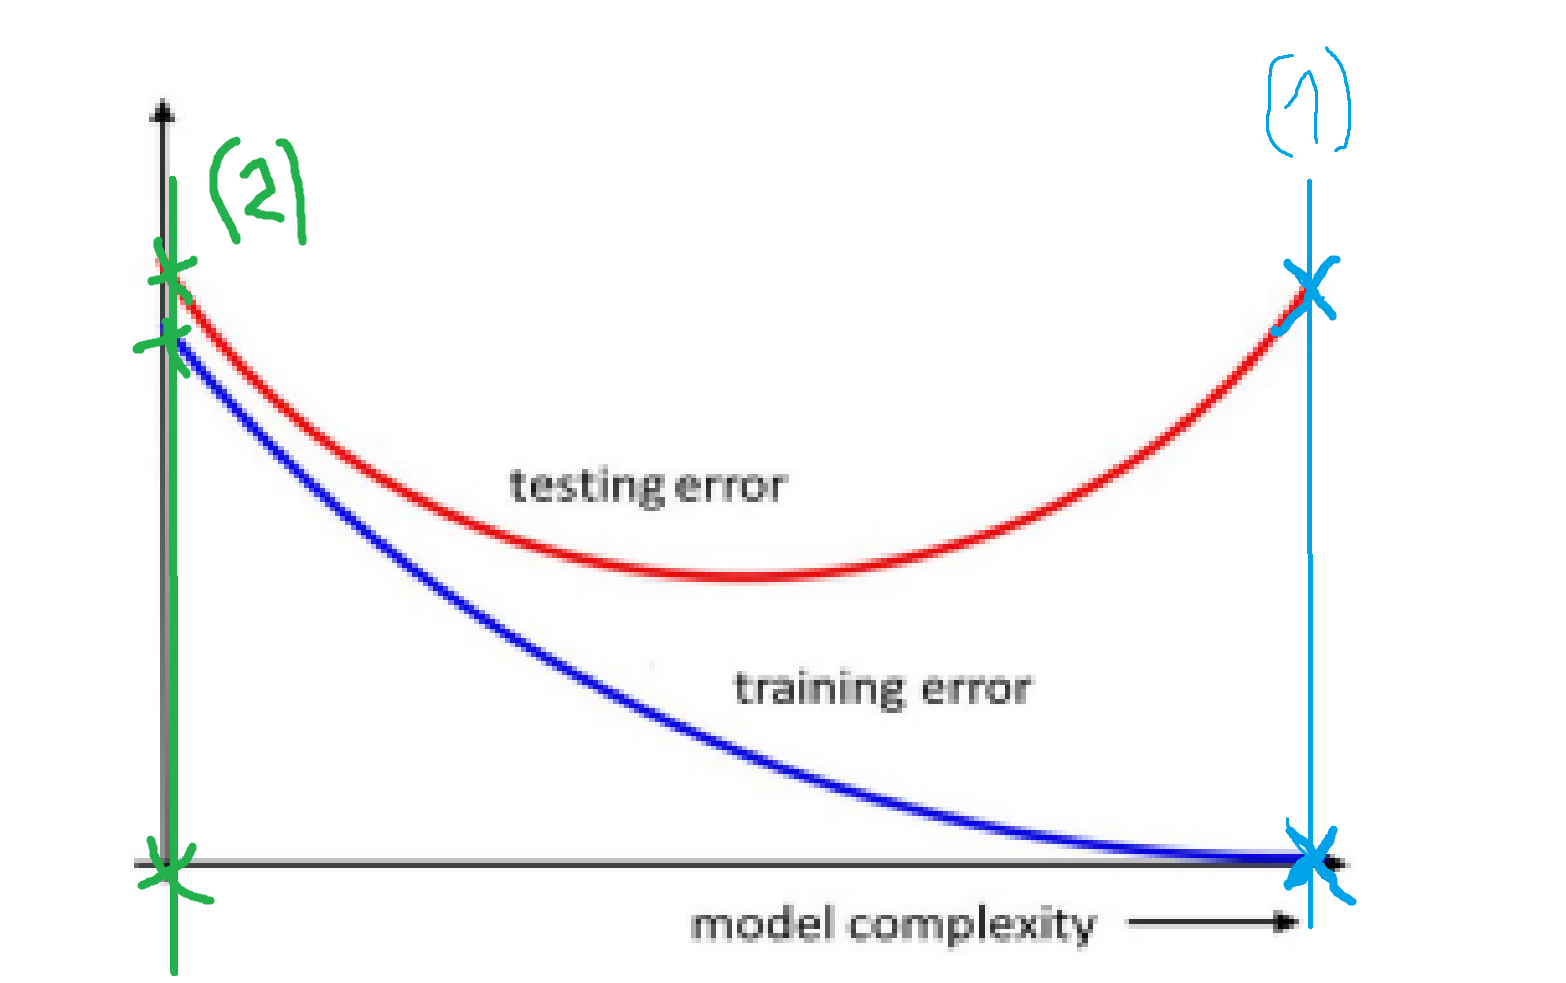 (1)
(2)
testing error
training error
model complexity